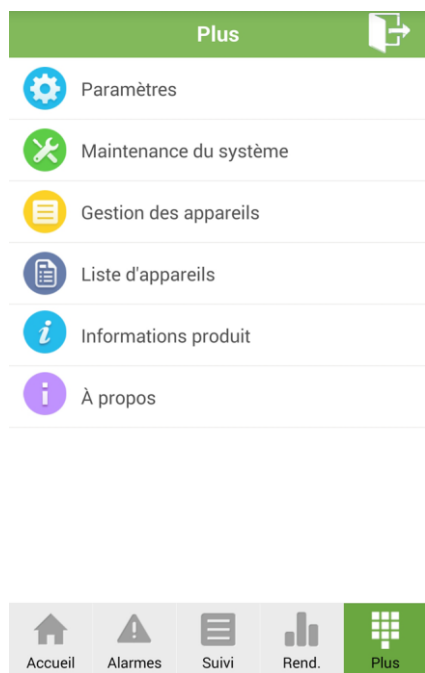 Plus
Paramètres
Maintenance du système
Gestion des appareils
Liste d'appareils
Informations produit
À propos
Accueil Alarmes Suivi Rend. Plus